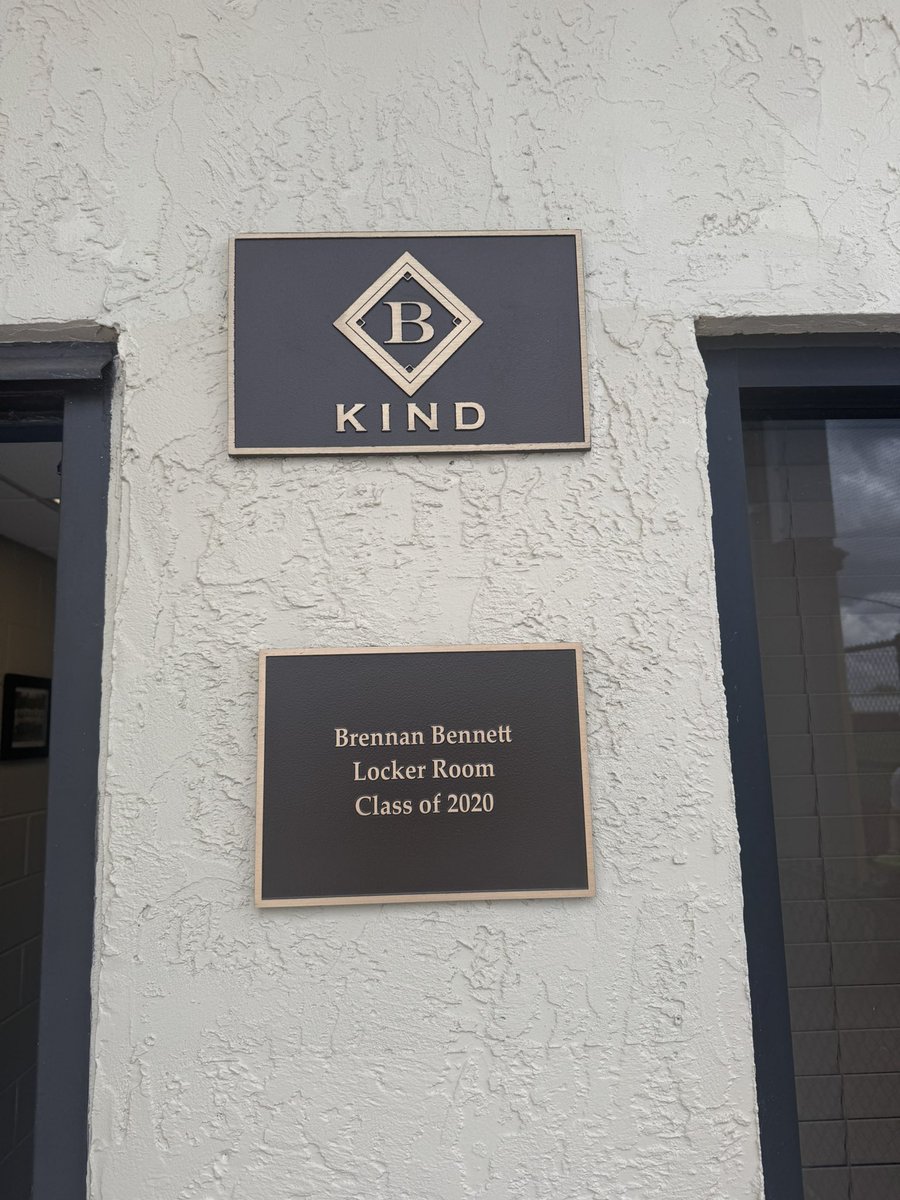 B
KIND
Brennan Bennett
Locker Room
Class of 2020